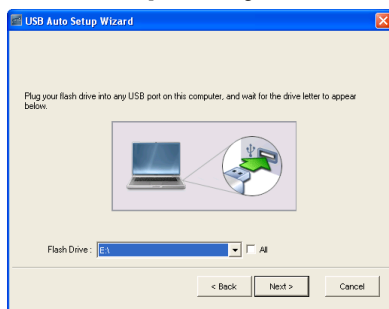 USB Auto Setup Wizard
Plug your flash drive into any USB port on this computer, and wait for the drive letter to appear
below.
Flash Drive : E:\ All
< Back Next > Cancel